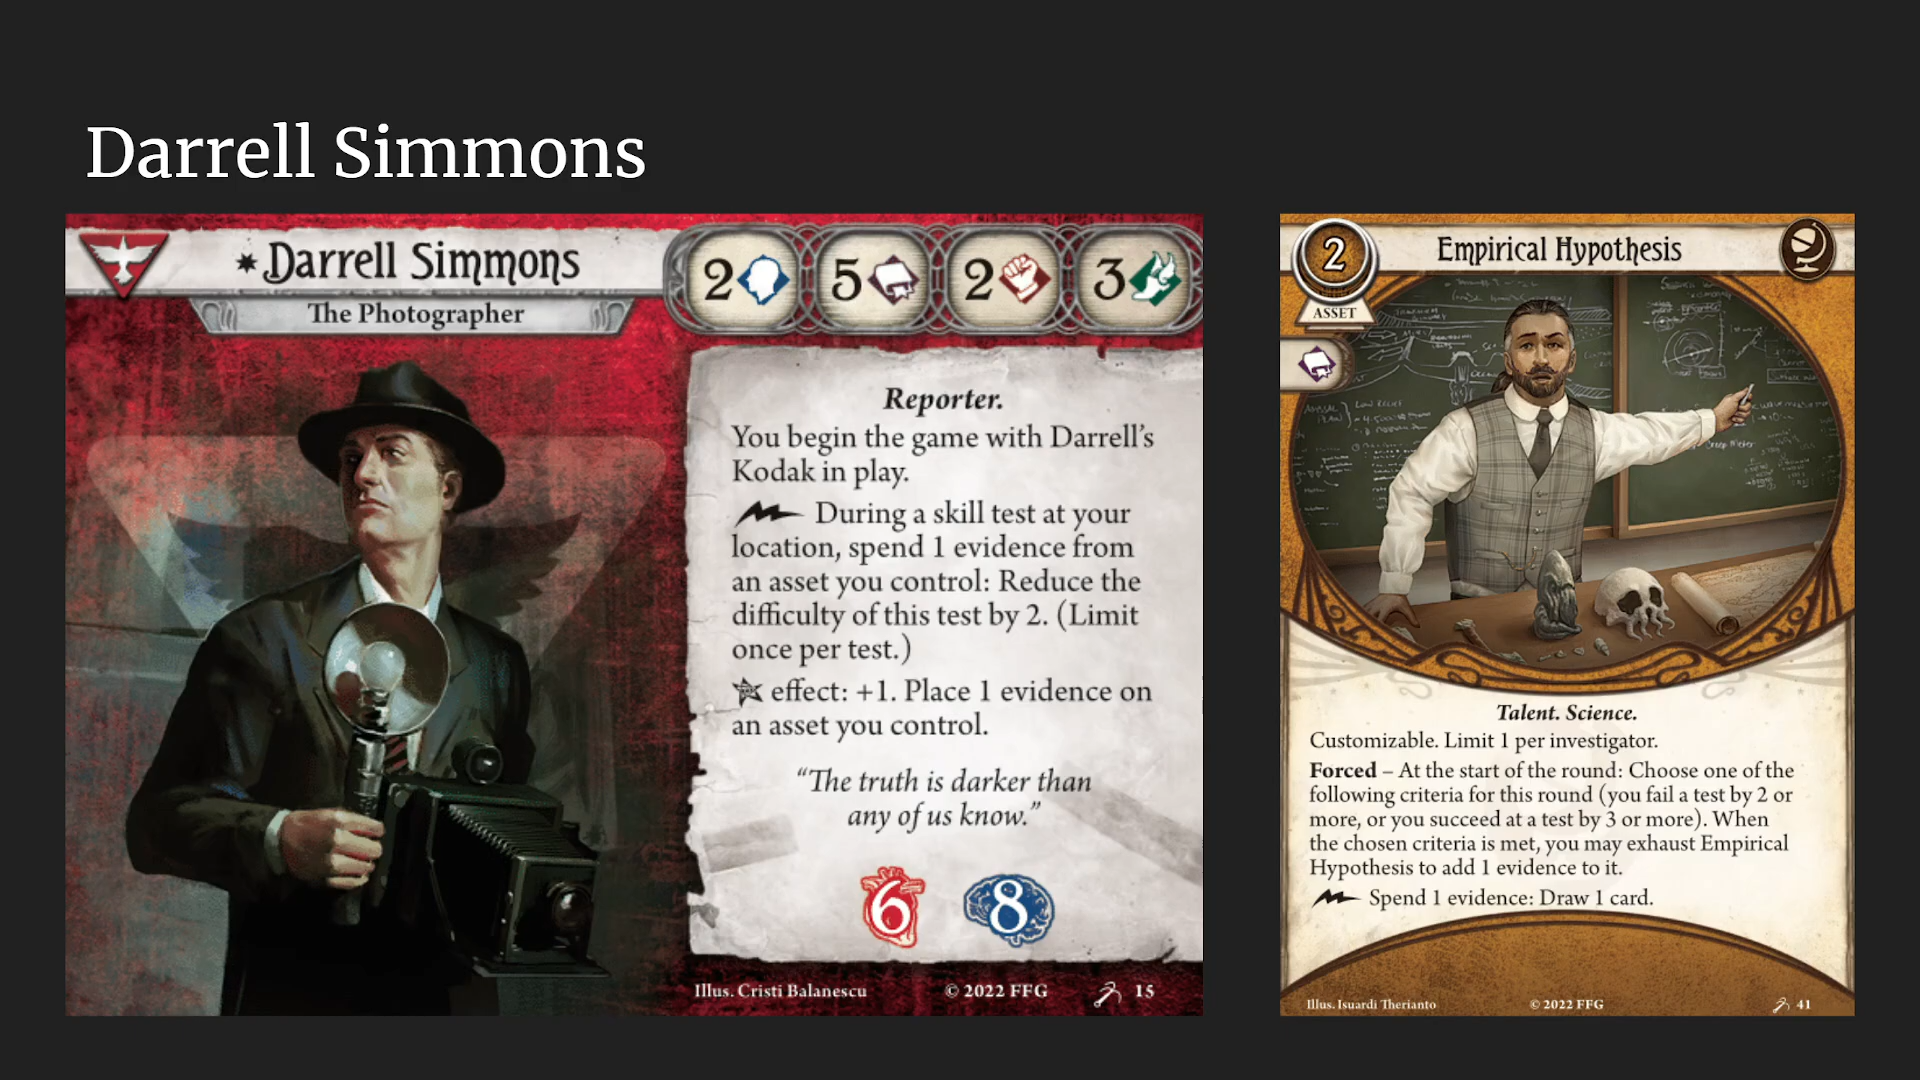 Darrell Simmons
Darrell Simmons
The Photographer
2 5 2 3
Reporter.
You begin the game with Darrell’s
Kodak in play.
During a skill test at your
location, spend 1 evidence from
an asset you control: Reduce the
difficulty of this test by 2. (Limit
once per test.)
effect: +1. Place 1 evidence on
an asset you control.
“The truth is darker than
any of us know.”
6 8
Illus. Cristi Balanescu © 2022 FFG 15
2
Empirical Hypothesis
ASSET
Talent. Science.
Customizable. Limit 1 per investigator.
Forced – At the start of the round: Choose one of the
following criteria for this round (you fail a test by 2 or
more, or you succeed at a test by 3 or more). When
the chosen criteria is met, you may exhaust Empirical
Hypothesis to add 1 evidence to it.
Spend 1 evidence: Draw 1 card.
Illus. Isuardi Therianto © 2022 FFG 41